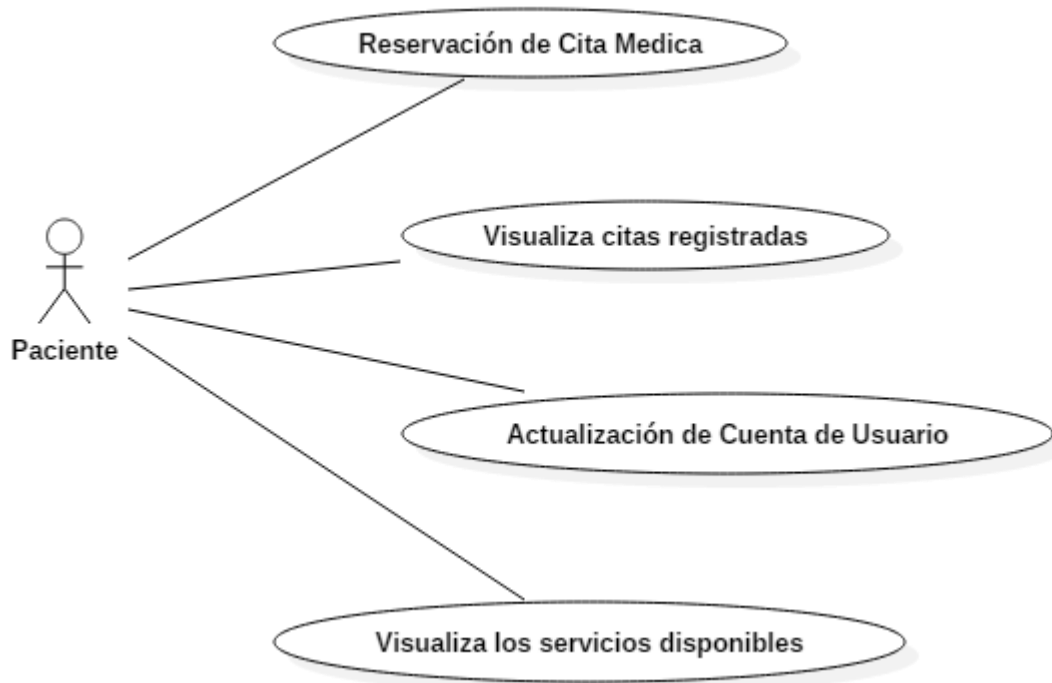 Reservación de Cita Medica
Visualiza citas registradas
Paciente
Actualización de Cuenta de Usuario
Visualiza los servicios disponibles